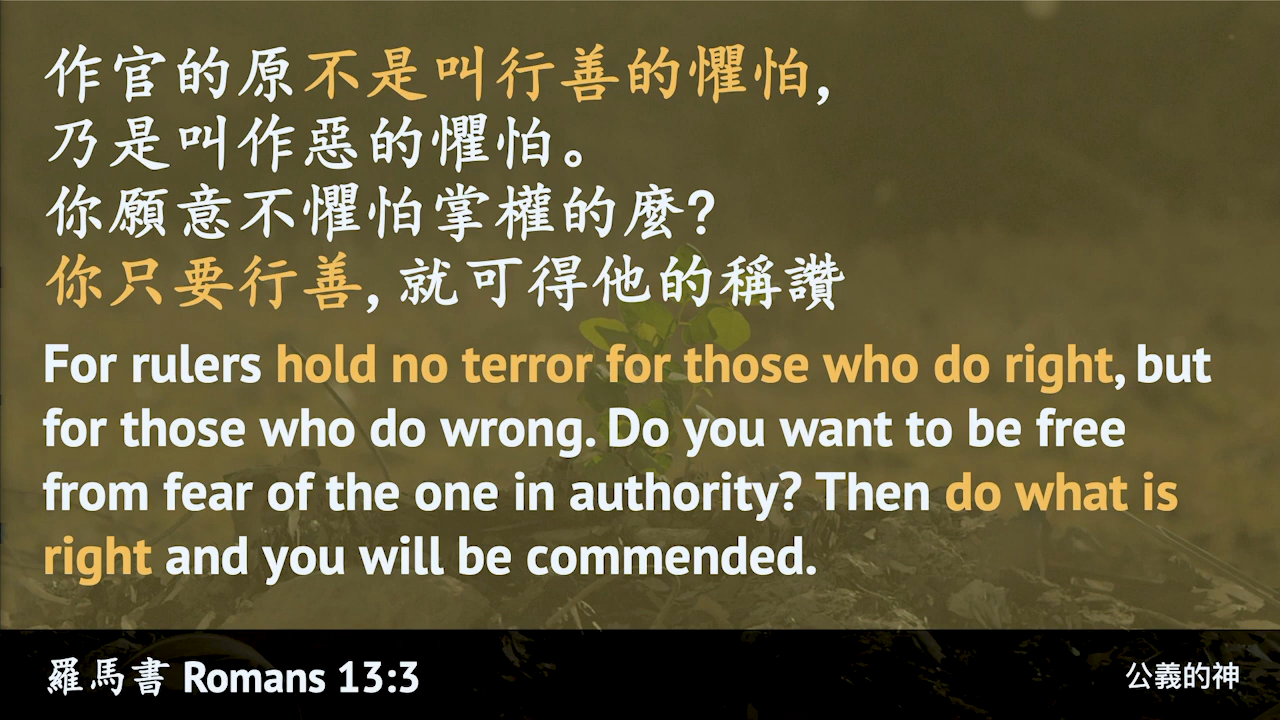 作官的原不是叫行善的懼怕,
乃是叫作惡的懼怕。
你願意不懼怕掌權的麼?
你只要行善, 就可得他的稱讚
For rulers hold no terror for those who do right, but
for those who do wrong. Do you want to be free
from fear of the one in authority? Then do what is
right and you will be commended.
羅馬書 Romans 13:3
公義的神